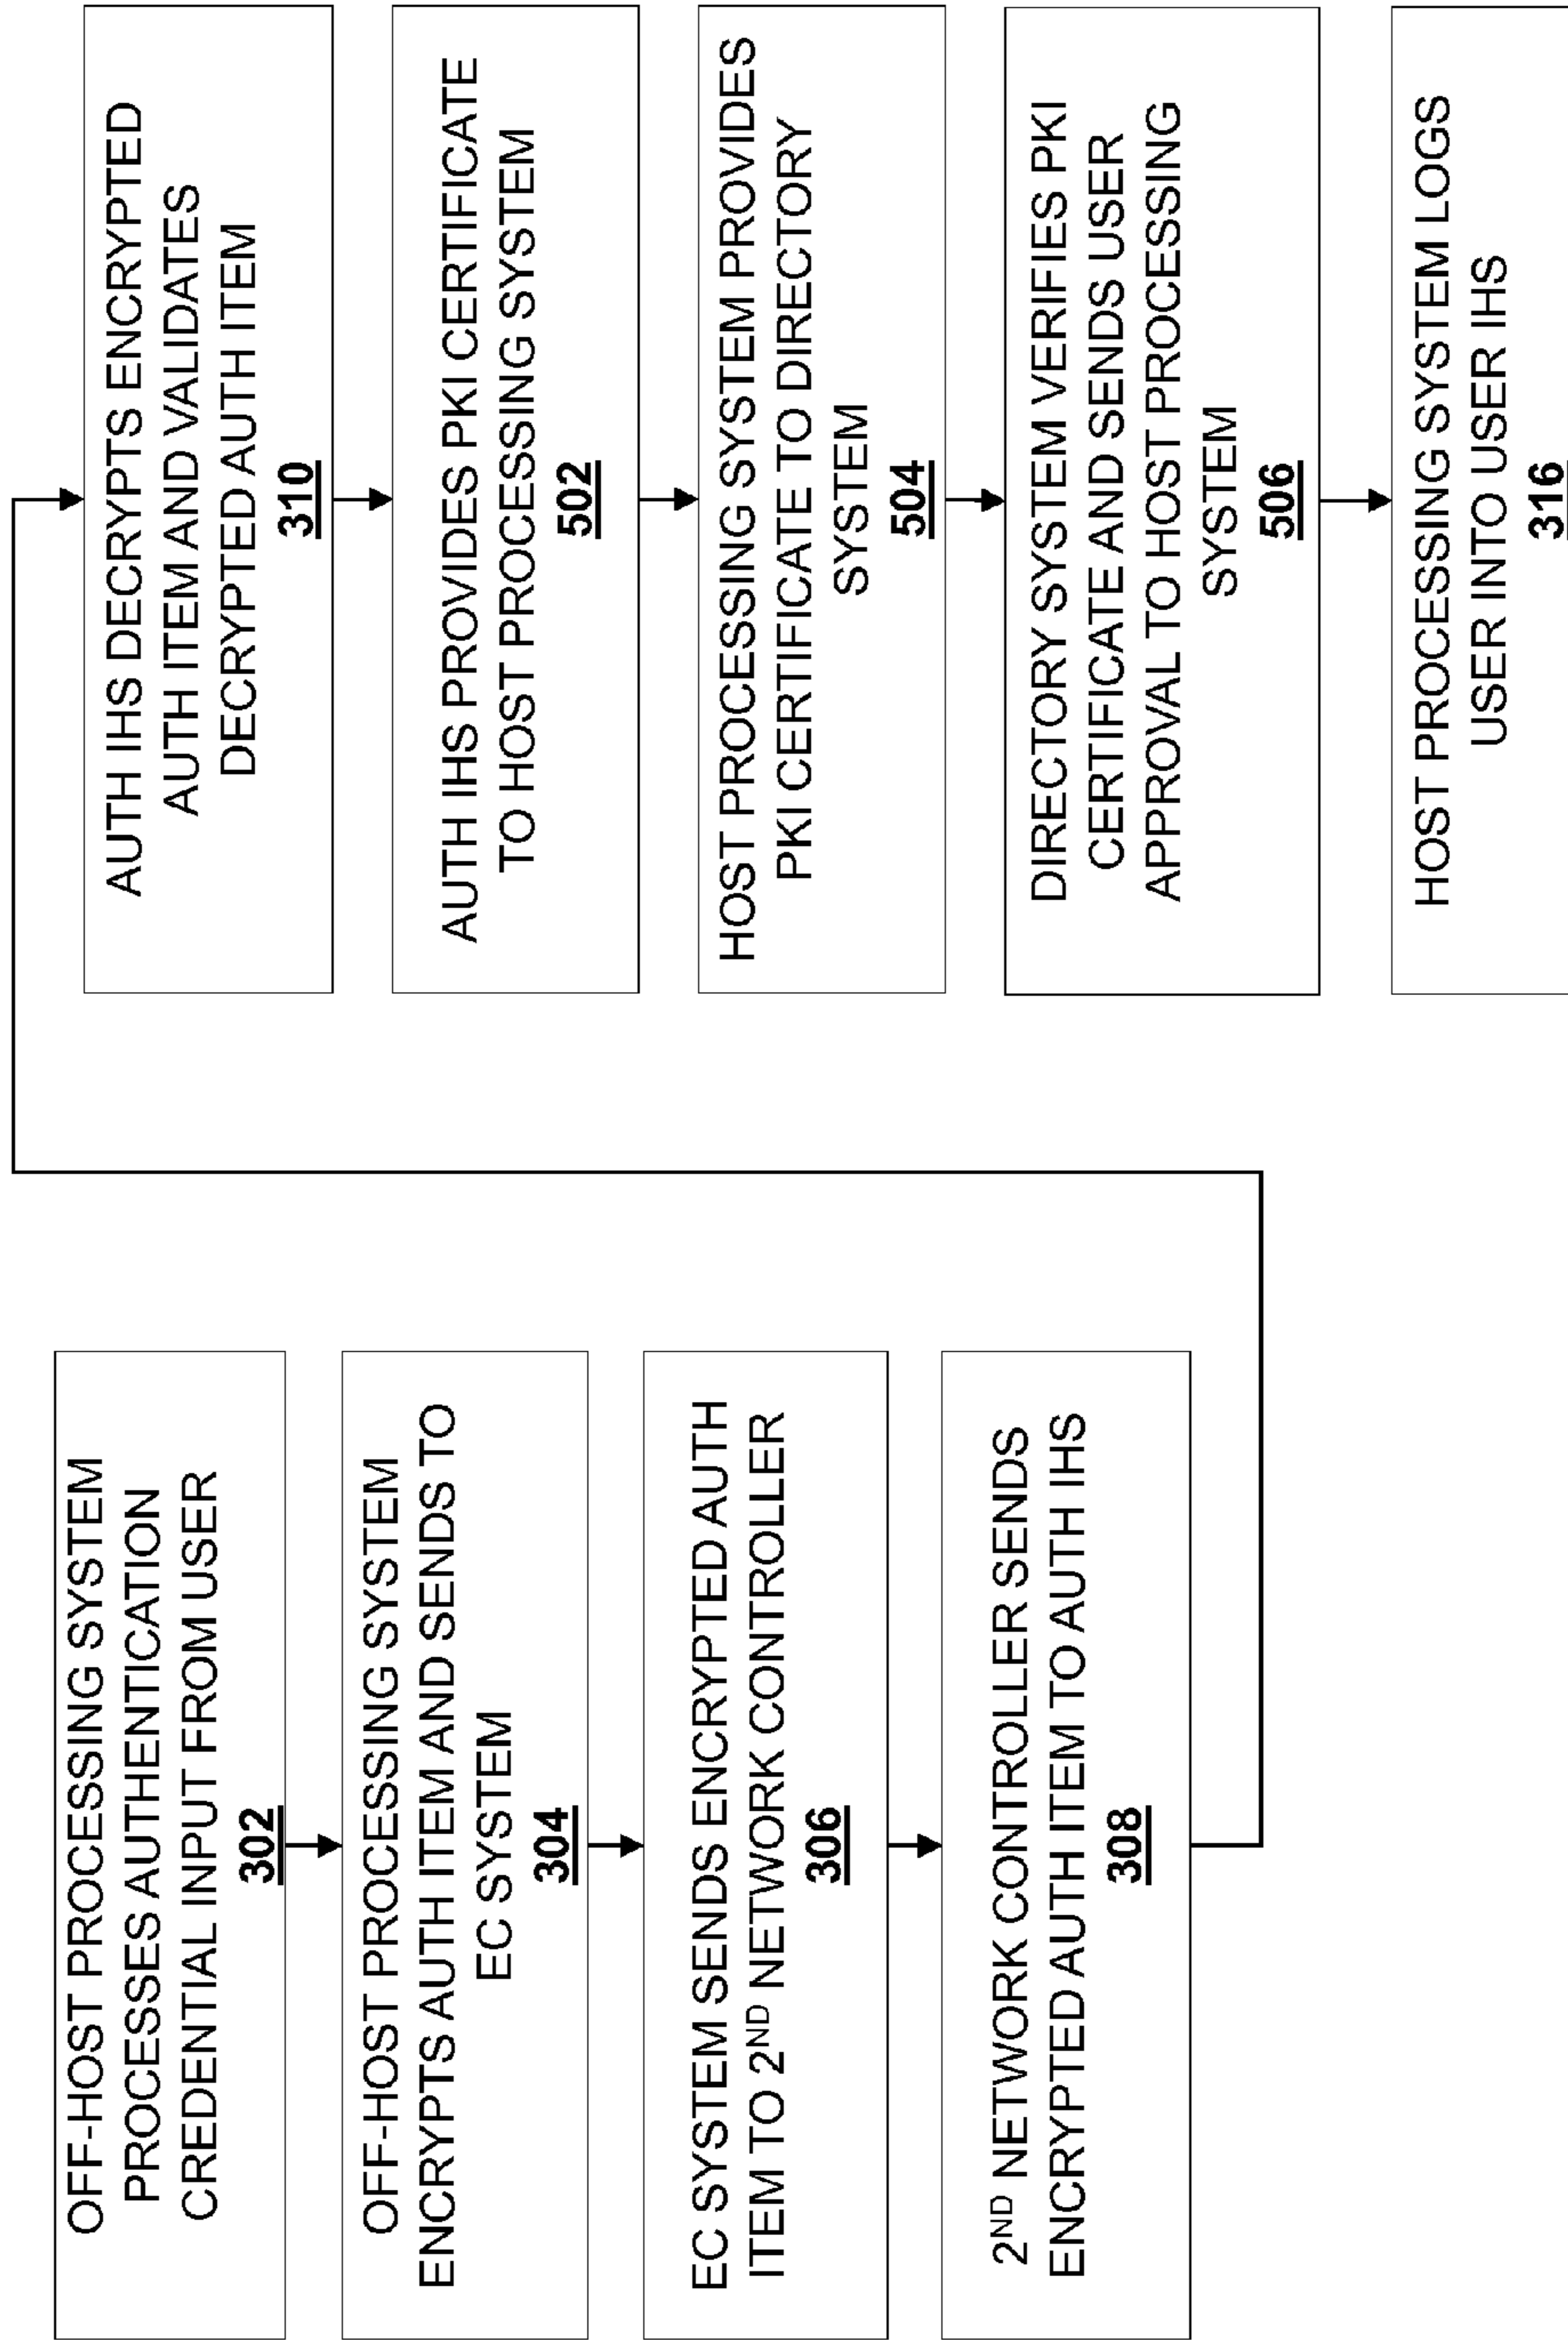 OFF-HOST PROCESSING SYSTEM
PROCESSES AUTHENTICATION
CREDENTIAL INPUT FROM USER
302
OFF-HOST PROCESSING SYSTEM
ENCRYPTS AUTH ITEM AND SENDS TO
EC SYSTEM
304
EC SYSTEM SENDS ENCRYPTED AUTH
ITEM TO 2ND NETWORK CONTROLLER
306
2ND NETWORK CONTROLLER SENDS
ENCRYPTED AUTH ITEM TO AUTH IHS
308
AUTH IHS DECRYPTS ENCRYPTED
AUTH ITEM AND VALIDATES
DECRYPTED AUTH ITEM
310
AUTH IHS PROVIDES PKI CERTIFICATE
TO HOST PROCESSING SYSTEM
502
HOST PROCESSING SYSTEM PROVIDES
PKI CERTIFICATE TO DIRECTORY
SYSTEM
504
DIRECTORY SYSTEM VERIFIES PKI
CERTIFICATE AND SENDS USER
APPROVAL TO HOST PROCESSING
SYSTEM
506
HOST PROCESSING SYSTEM LOGS
USER INTO USER IHS
316